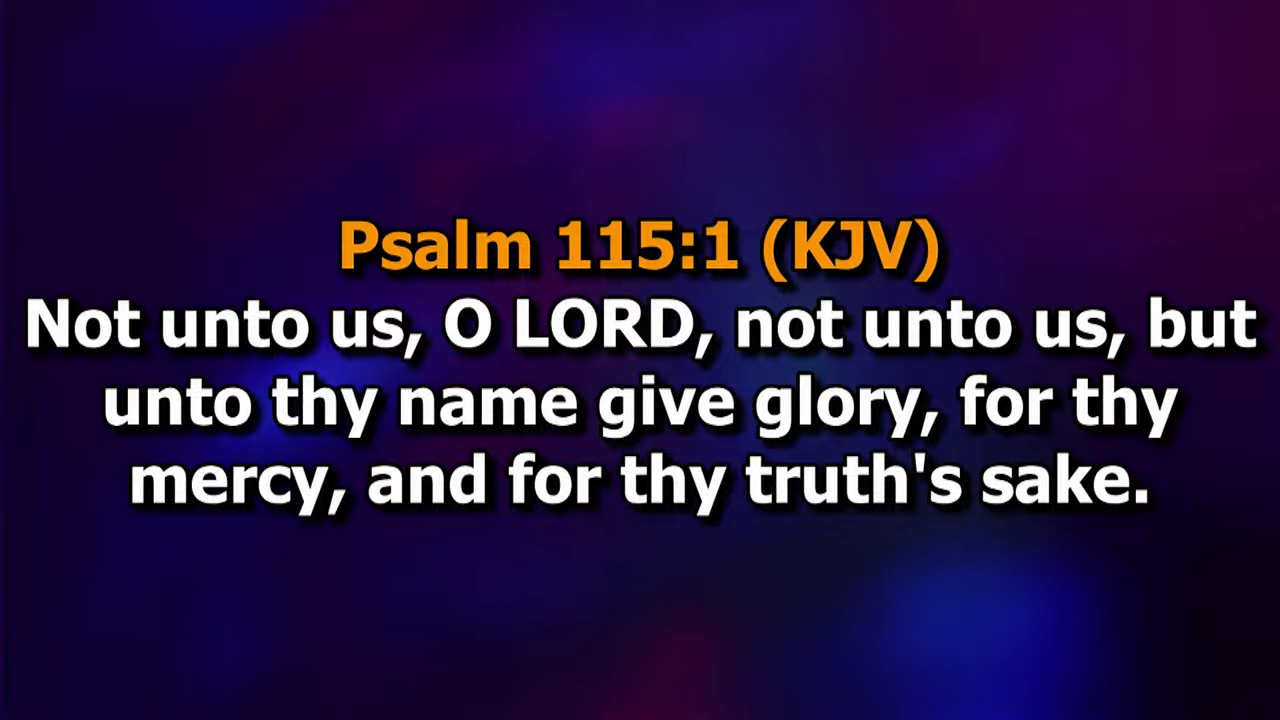 Psalm 115:1 (KJV)
Not unto us, O LORD, not unto us, but
unto thy name give glory, for thy
mercy, and for thy truth's sake.